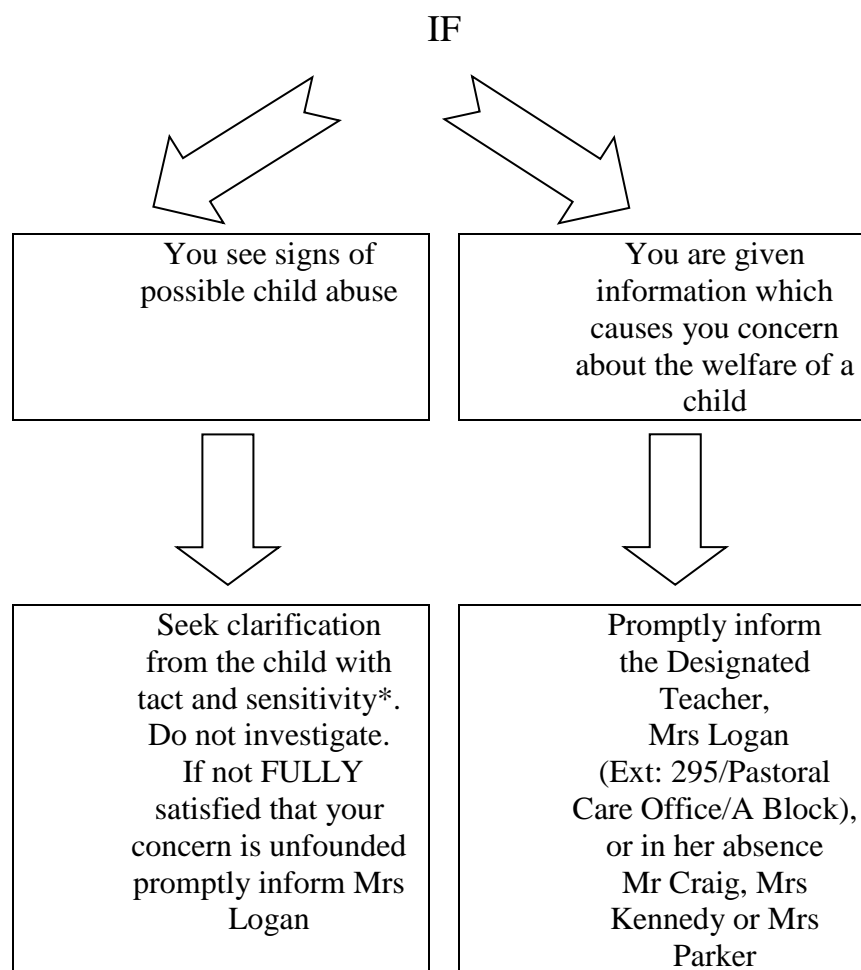 IF
You see signs of
possible child abuse
You are given
information which
causes you concern
about the welfare of a
child
Seek clarification
from the child with
tact and sensitivity*.
Do not investigate.
If not FULLY
satisfied that your
concern is unfounded
promptly inform Mrs
Logan
Promptly inform
the Designated
Teacher,
Mrs Logan
(Ext: 295/Pastoral
Care Office/A Block),
or in her absence
Mr Craig, Mrs
Kennedy or Mrs
Parker